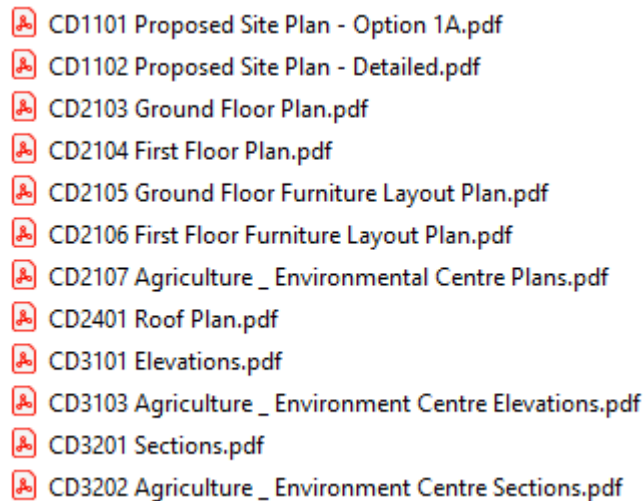 CD1101 Proposed Site Plan - Option 1A.pdf
CD1102 Proposed Site Plan - Detailed.pdf
CD2103 Ground Floor Plan.pdf
CD2104 First Floor Plan.pdf
CD2105 Ground Floor Furniture Layout Plan.pdf
CD2106 First Floor Furniture Layout Plan.pdf
CD2107 Agriculture _ Environmental Centre Plans.pdf
CD2401 Roof Plan.pdf
CD3101 Elevations.pdf
CD3103 Agriculture _ Environment Centre Elevations.pdf
CD3201 Sections.pdf
CD3202 Agriculture _ Environment Centre Sections.pdf